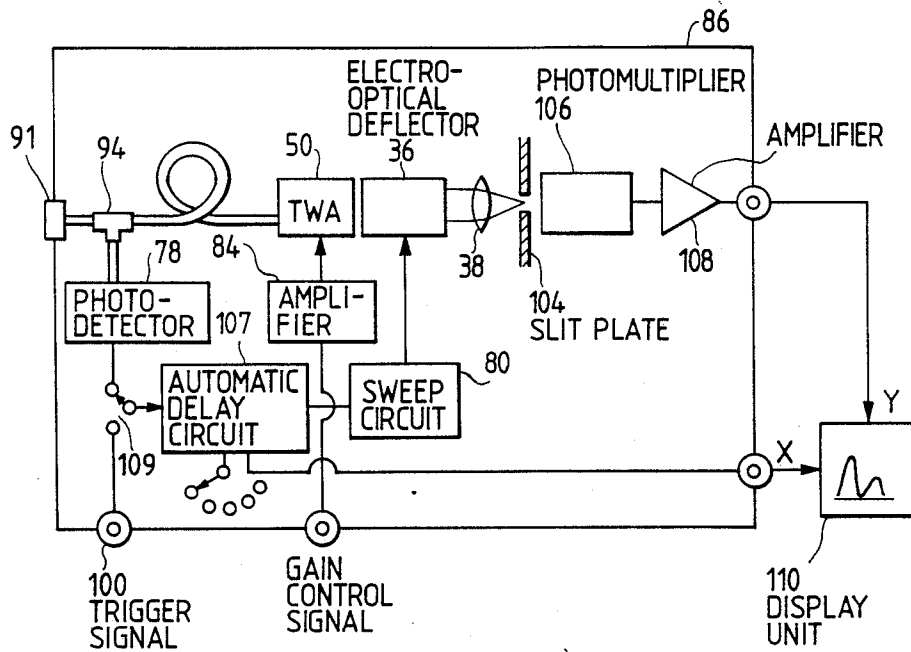 86
ELECTRO-
OPTICAL
DEFLECTOR
36
PHOTOMULTIPLIER
106
AMPLIFIER
91
94
50
TWA
38
108
78
84
PHOTO-
DETECTOR
107
AMPLI-
FIER
104
SLIT PLATE
80
AUTOMATIC
DELAY
CIRCUIT
SWEEP
CIRCUIT
109
Y
X
100
TRIGGER
SIGNAL
GAIN
CONTROL
SIGNAL
110
DISPLAY
UNIT